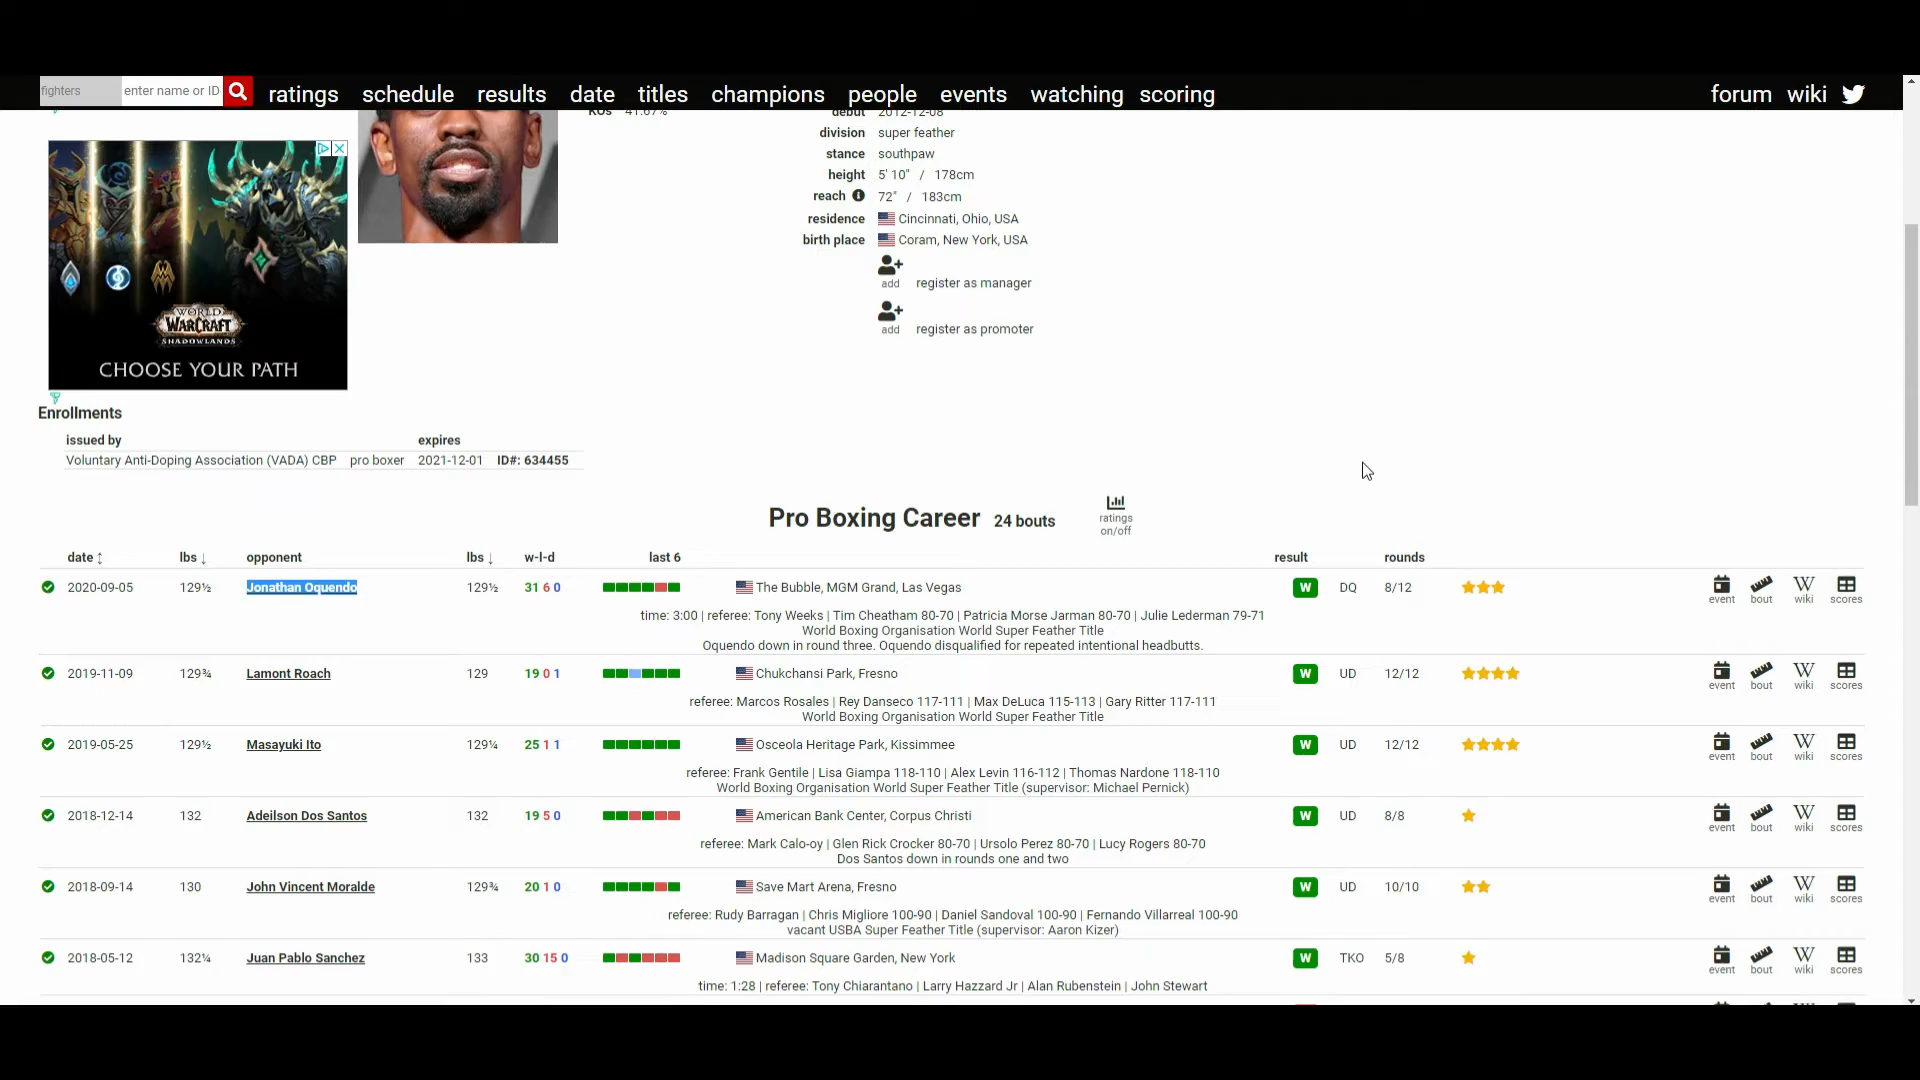 fighters enter name or ID ratings schedule results date titles champions people events watching scoring forum wiki
KOs 41.67% debut 2012-12-08
division super feather
stance southpaw
height 5' 10" / 178cm
reach 72" / 183cm
residence Cincinnati, Ohio, USA
birth place Coram, New York, USA
add register as manager
add register as promoter
WORLD
WARCRAFT
SHADOWLANDS
CHOOSE YOUR PATH
Enrollments
issued by expires
Voluntary Anti-Doping Association (VADA) CBP pro boxer 2021-12-01 ID#: 634455
Pro Boxing Career 24 bouts
ratings
on/off
date lbs opponent lbs w-l-d last 6 result rounds
2020-09-05 129½ Jonathan Oquendo 129½ 31 6 0 The Bubble, MGM Grand, Las Vegas W DQ 8/12 event bout wiki scores
time: 3:00 | referee: Tony Weeks | Tim Cheatham 80-70 | Patricia Morse Jarman 80-70 | Julie Lederman 79-71
World Boxing Organisation World Super Feather Title
Oquendo down in round three. Oquendo disqualified for repeated intentional headbutts.
2019-11-09 129¾ Lamont Roach 129 19 0 1 Chukchansi Park, Fresno W UD 12/12 event bout wiki scores
referee: Marcos Rosales | Rey Danseco 117-111 | Max DeLuca 115-113 | Gary Ritter 117-111
World Boxing Organisation World Super Feather Title
2019-05-25 129½ Masayuki Ito 129¼ 25 1 1 Osceola Heritage Park, Kissimmee W UD 12/12 event bout wiki scores
referee: Frank Gentile | Lisa Giampa 118-110 | Alex Levin 116-112 | Thomas Nardone 118-110
World Boxing Organisation World Super Feather Title (supervisor: Michael Pernick)
2018-12-14 132 Adeilson Dos Santos 132 19 5 0 American Bank Center, Corpus Christi W UD 8/8 event bout wiki scores
referee: Mark Calo-oy | Glen Rick Crocker 80-70 | Ursolo Perez 80-70 | Lucy Rogers 80-70
Dos Santos down in rounds one and two
2018-09-14 130 John Vincent Moralde 129¾ 20 1 0 Save Mart Arena, Fresno W UD 10/10 event bout wiki scores
referee: Rudy Barragan | Chris Migliore 100-90 | Daniel Sandoval 100-90 | Fernando Villarreal 100-90
vacant USBA Super Feather Title (supervisor: Aaron Kizer)
2018-05-12 132¼ Juan Pablo Sanchez 133 30 15 0 Madison Square Garden, New York W TKO 5/8 event bout wiki scores
time: 1:28 | referee: Tony Chiarantano | Larry Hazzard Jr | Alan Rubenstein | John Stewart